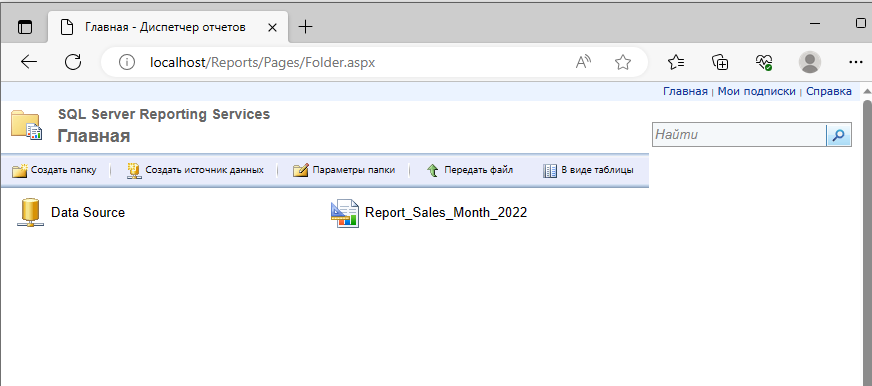 Главная - Диспетчер отчетов
localhost/Reports/Pages/Folder.aspx
Главная | Мои подписки | Справка
SQL Server Reporting Services
Главная
Найти
Создать папку | Создать источник данных | Параметры папки | Передать файл В виде таблицы
Data Source Report_Sales_Month_2022